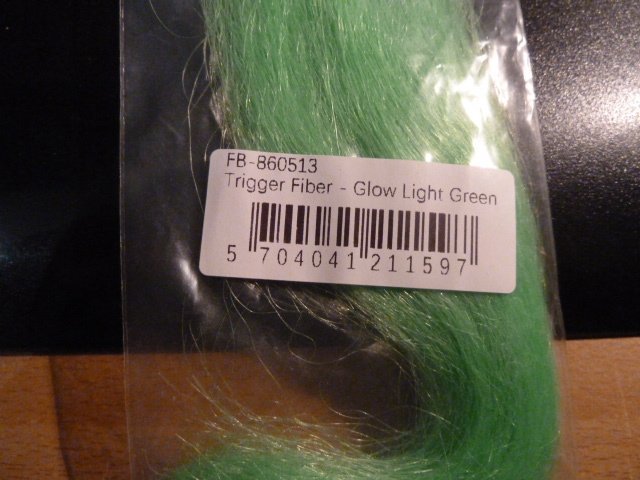 FB-860513
Trigger Fiber - Glow Light Green
5 704041 211597